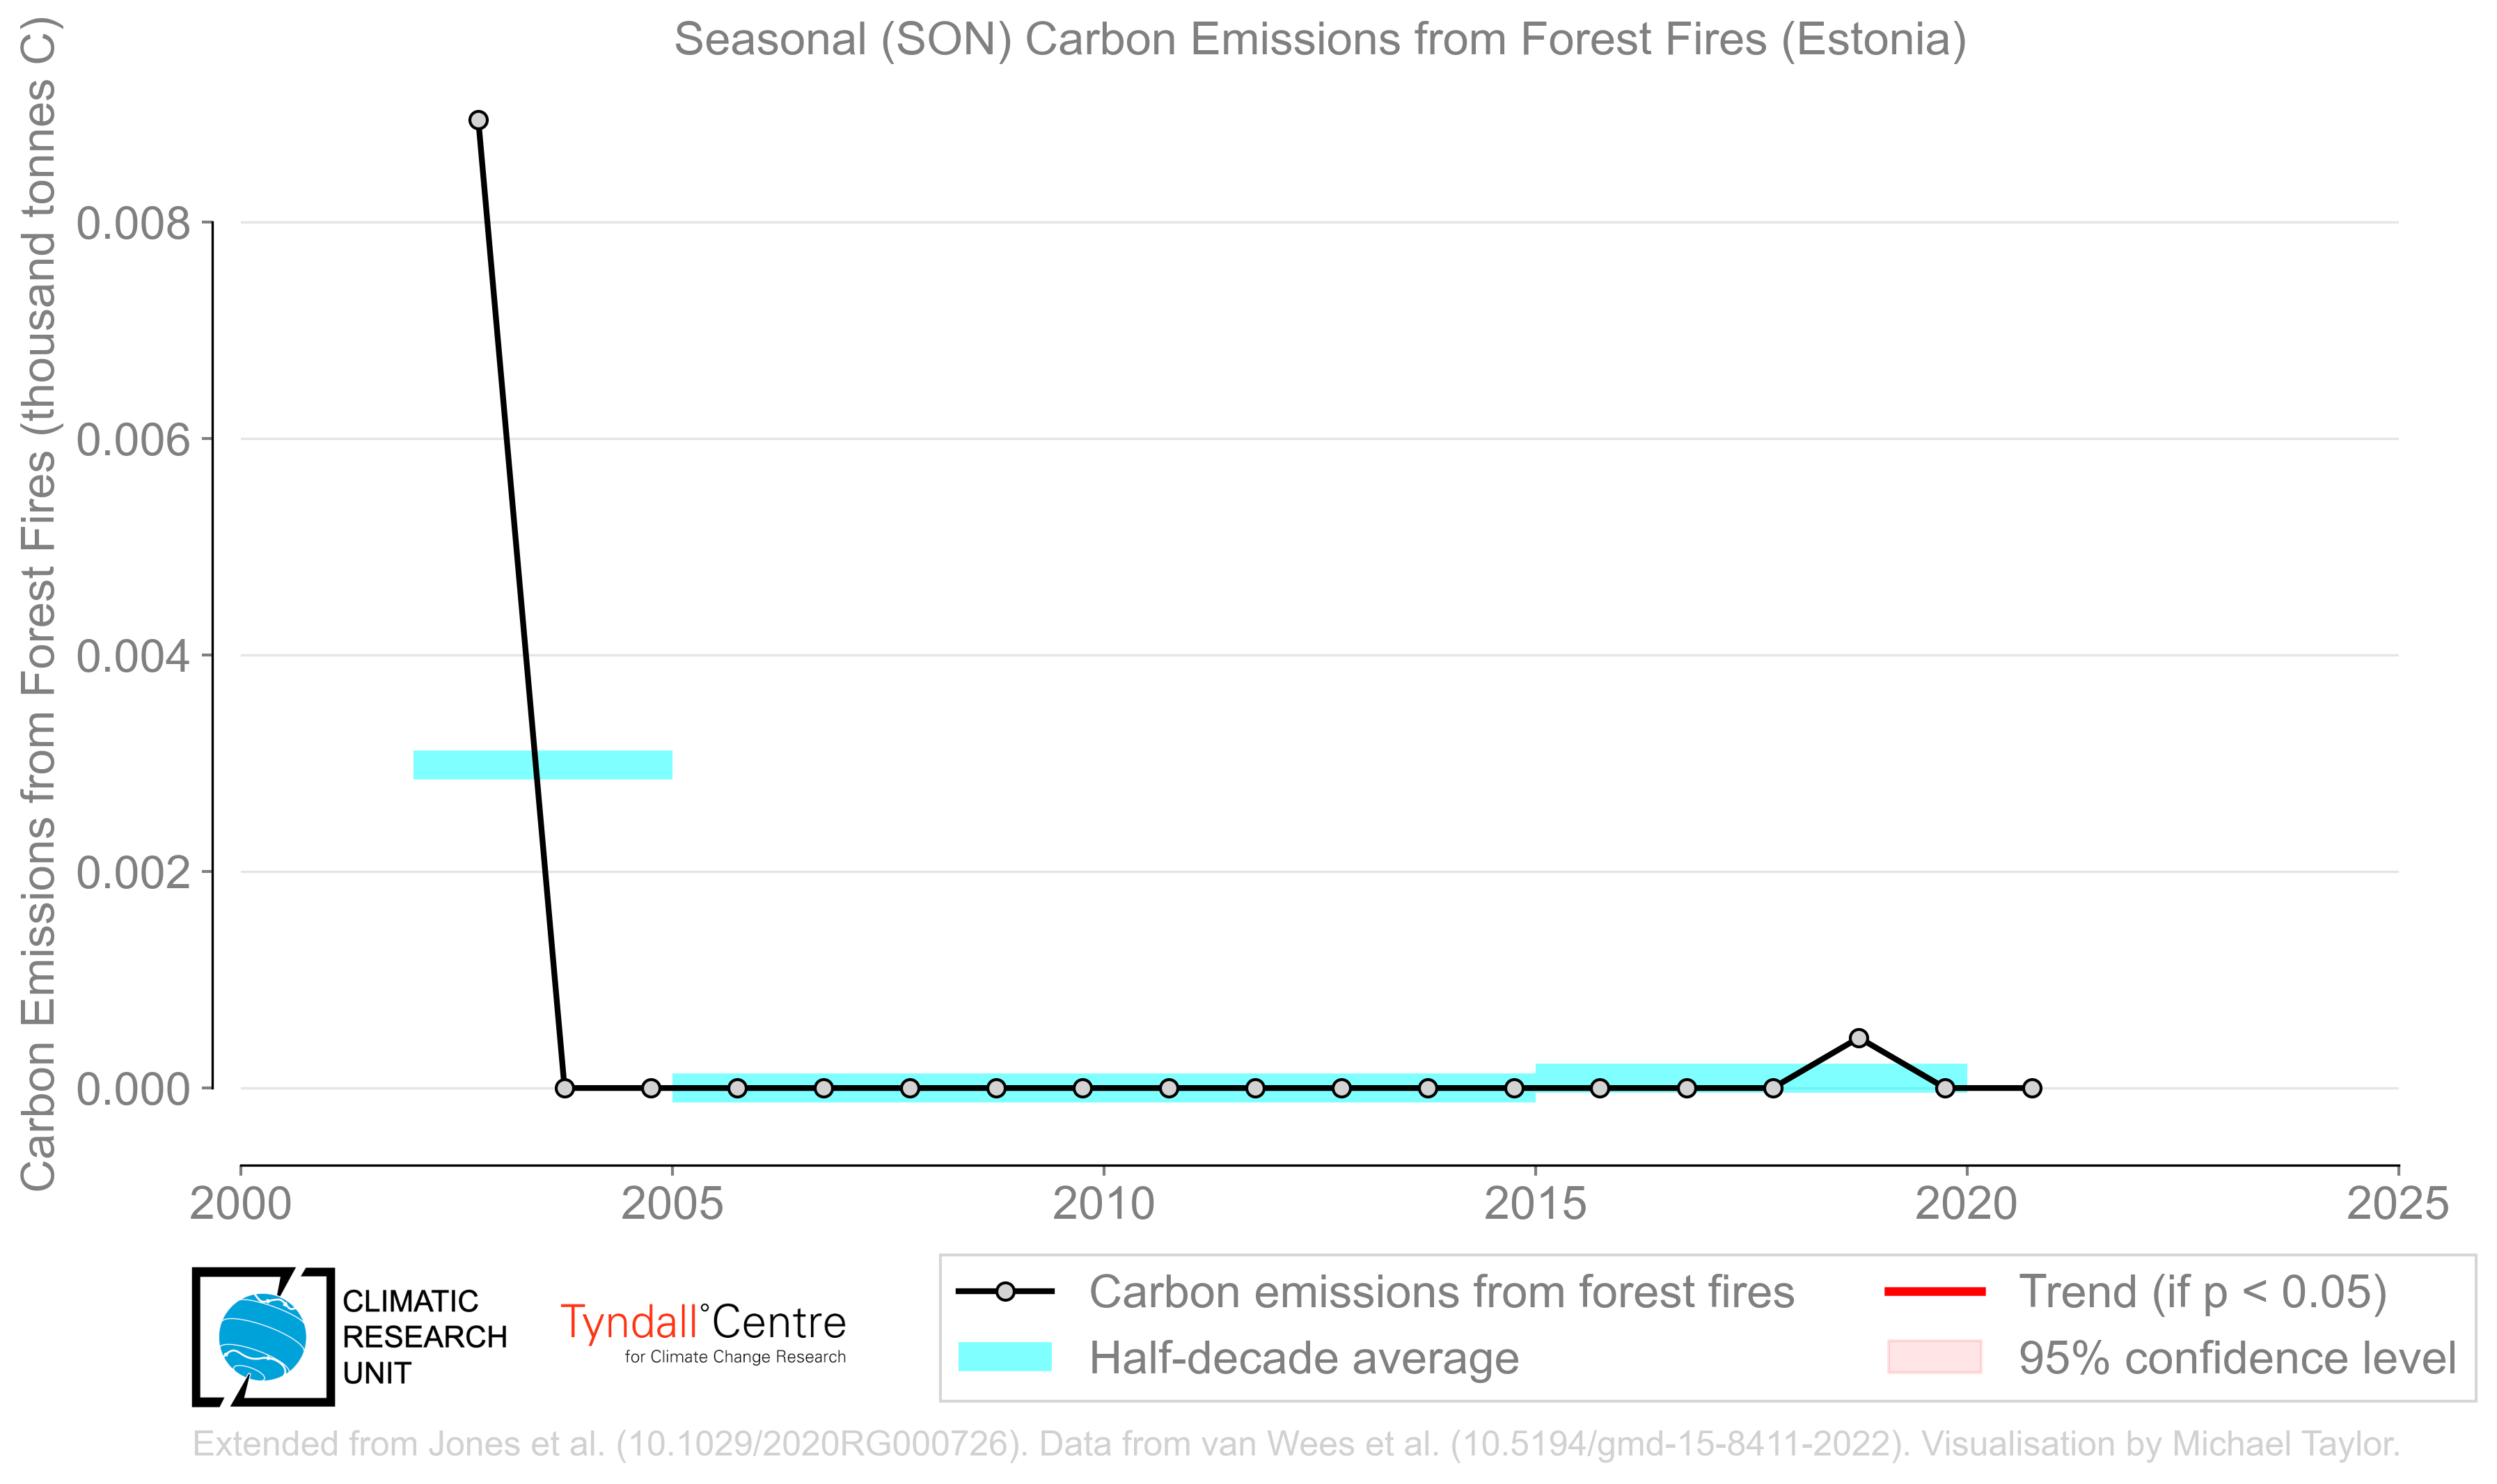 Seasonal (SON) Carbon Emissions from Forest Fires (Estonia)
Carbon Emissions from Forest Fires (thousand tonnes C)
0.008
0.006
0.004
0.002
0.000
2000 2005 2010 2015 2020 2025
CLIMATIC
RESEARCH
UNIT
Tyndall°Centre
for Climate Change Research
Carbon emissions from forest fires
Half-decade average
Trend (if p < 0.05)
95% confidence level
Extended from Jones et al. (10.1029/2020RG000726). Data from van Wees et al. (10.5194/gmd-15-8411-2022). Visualisation by Michael Taylor.